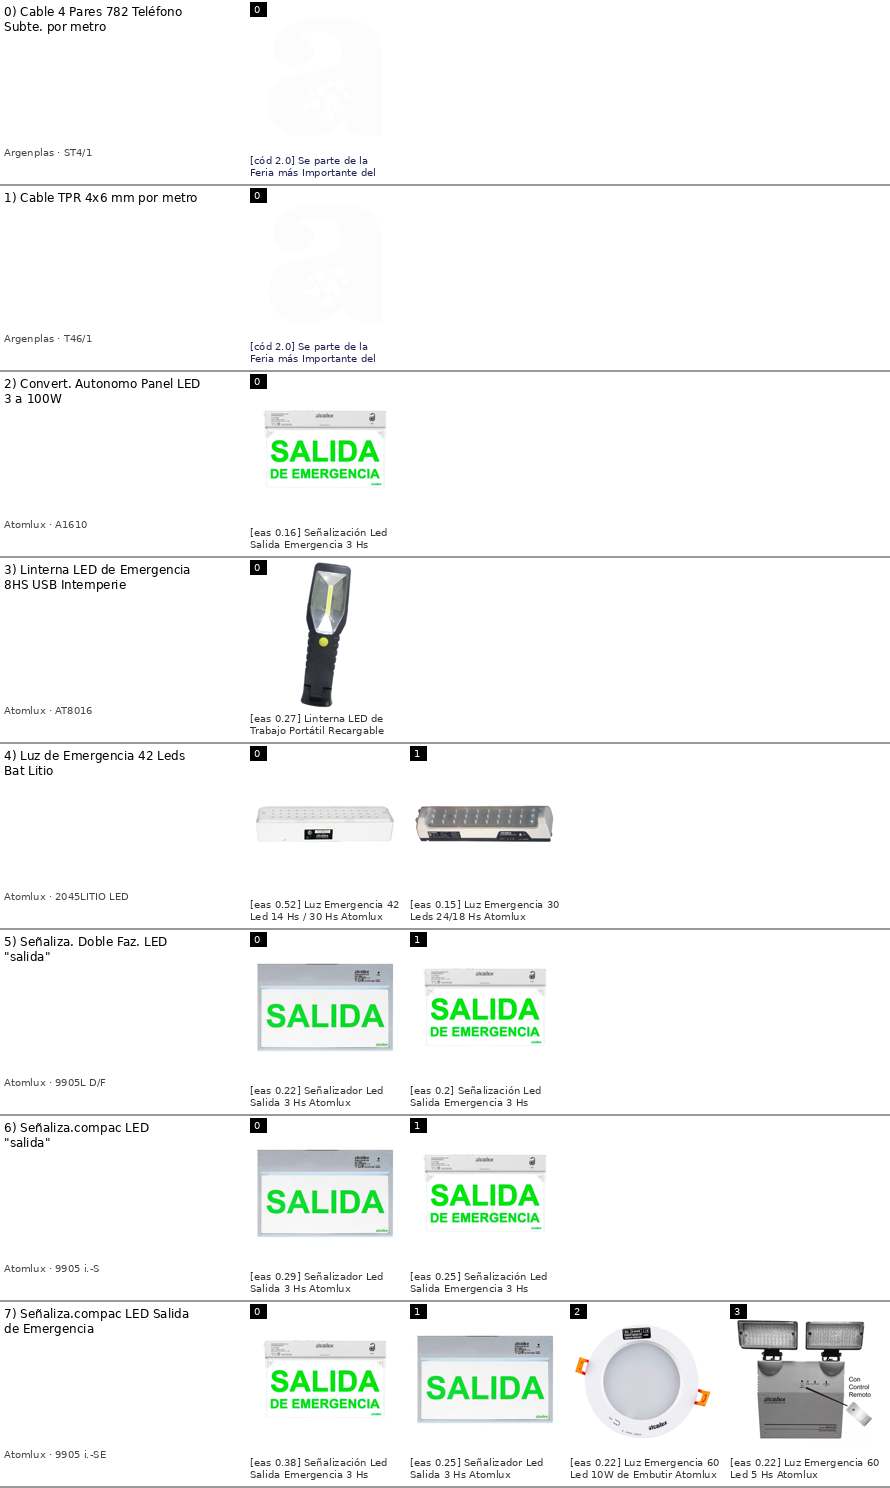 0) Cable 4 Pares 782 Teléfono
Subte. por metro
Argenplas · ST4/1
0
[cód 2.0] Se parte de la
Feria más Importante del
1) Cable TPR 4x6 mm por metro
Argenplas · T46/1
0
[cód 2.0] Se parte de la
Feria más Importante del
2) Convert. Autonomo Panel LED
3 a 100W
Atomlux · A1610
0
atomlux
SALIDA
DE EMERGENCIA
[eas 0.16] Señalización Led
Salida Emergencia 3 Hs
3) Linterna LED de Emergencia
8HS USB Intemperie
Atomlux · AT8016
0
[eas 0.27] Linterna LED de
Trabajo Portátil Recargable
4) Luz de Emergencia 42 Leds
Bat Litio
Atomlux · 2045LITIO LED
0
[eas 0.52] Luz Emergencia 42
Led 14 Hs / 30 Hs Atomlux
1
[eas 0.15] Luz Emergencia 30
Leds 24/18 Hs Atomlux
5) Señaliza. Doble Faz. LED
"salida"
Atomlux · 9905L D/F
0
SALIDA
[eas 0.22] Señalizador Led
Salida 3 Hs Atomlux
1
atomlux
SALIDA
DE EMERGENCIA
[eas 0.2] Señalización Led
Salida Emergencia 3 Hs
6) Señaliza.compac LED
"salida"
Atomlux · 9905 i.-S
0
SALIDA
[eas 0.29] Señalizador Led
Salida 3 Hs Atomlux
1
atomlux
SALIDA
DE EMERGENCIA
[eas 0.25] Señalización Led
Salida Emergencia 3 Hs
7) Señaliza.compac LED Salida
de Emergencia
Atomlux · 9905 i.-SE
0
atomlux
SALIDA
DE EMERGENCIA
[eas 0.38] Señalización Led
Salida Emergencia 3 Hs
1
SALIDA
[eas 0.25] Señalizador Led
Salida 3 Hs Atomlux
2
atomlux
[eas 0.22] Luz Emergencia 60
Led 10W de Embutir Atomlux
3
Con
Control
Remoto
atomlux
[eas 0.22] Luz Emergencia 60
Led 5 Hs Atomlux